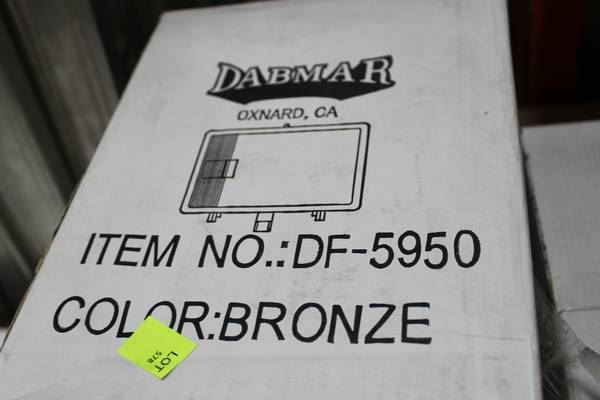 DABMAR
OXNARD, CA
ITEM NO.:DF-5950
COLOR:BRONZE
LOT
578